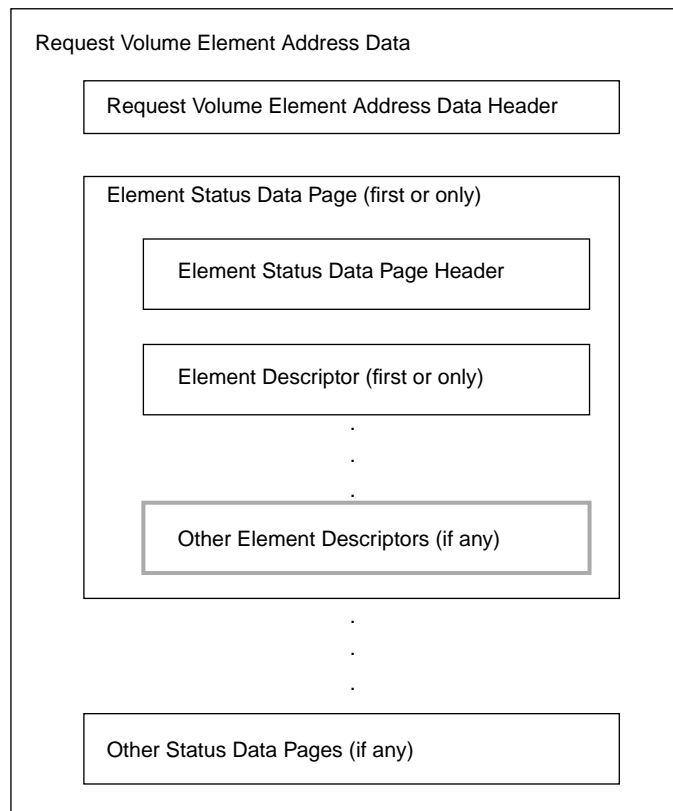 Request Volume Element Address Data
Request Volume Element Address Data Header
Element Status Data Page (first or only)
Element Status Data Page Header
Element Descriptor (first or only)
.
.
.
Other Element Descriptors (if any)
.
.
.
Other Status Data Pages (if any)